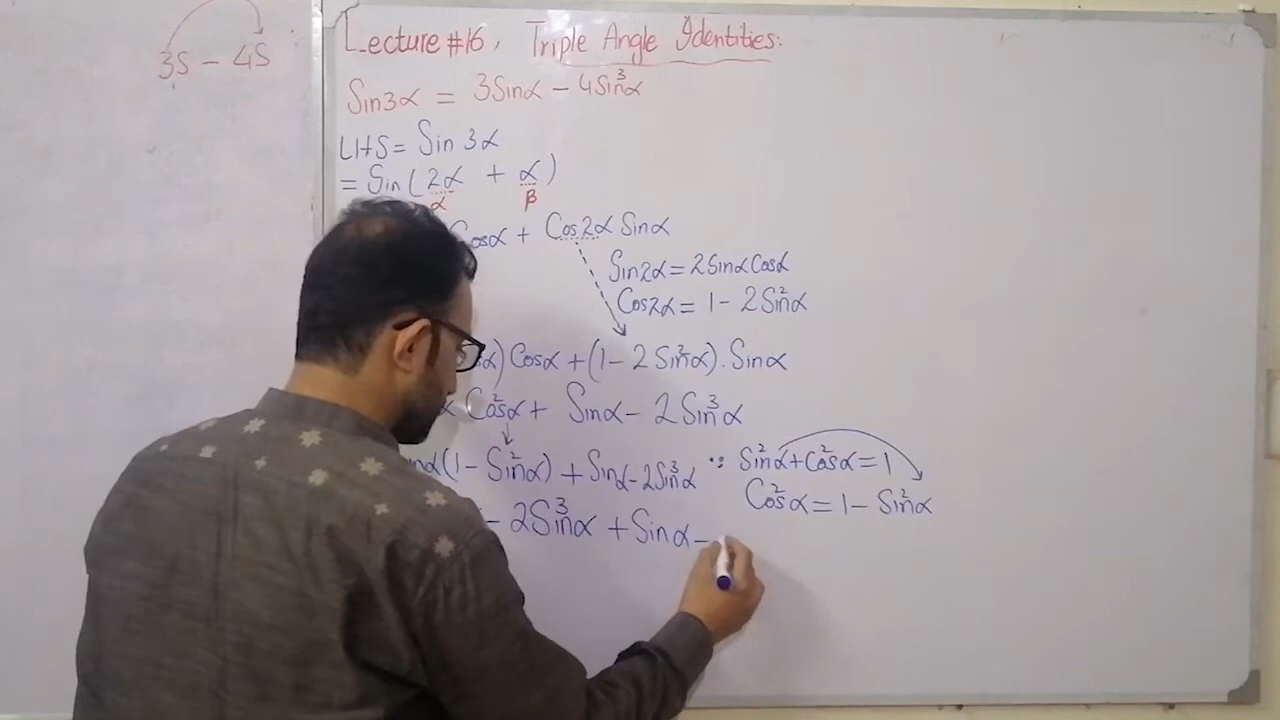 3S - 4S
Lecture #16, Triple Angle Identities:
Sin3α = 3Sinα - 4Sin³α
LHS = Sin 3α
= Sin (2α + α)
α β
Cosα + Cos2α Sinα
Sin2α = 2SinαCosα
Cos2α = 1 - 2Sin²α
α) Cosα + (1 - 2Sin²α). Sinα
Cos²α + Sinα - 2Sin³α
α(1 - Sin²α) + Sinα - 2Sin³α ∵ Sin²α + Cos²α = 1
Cos²α = 1 - Sin²α
- 2Sin³α + Sinα -